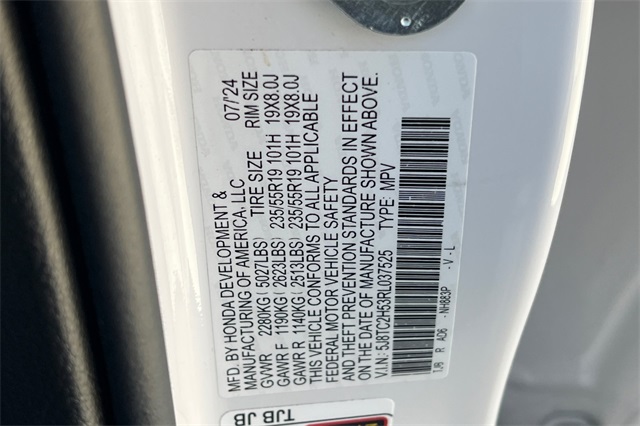 MFD. BY HONDA DEVELOPMENT & 07/'24
MANUFACTURING OF AMERICA, LLC
TIRE SIZE RIM SIZE
GVWR 2280KG(5027LBS)
GAWR F 1190KG(2623LBS) 235/55R19 101H 19X8.0J
GAWR R 1140KG(2513LBS) 235/55R19 101H 19X8.0J
THIS VEHICLE CONFORMS TO ALL APPLICABLE
FEDERAL MOTOR VEHICLE SAFETY
AND THEFT PREVENTION STANDARDS IN EFFECT
ON THE DATE OF MANUFACTURE SHOWN ABOVE.
V.I.N: 5J8TC2H53RL037525 TYPE: MPV
TJB R AD6 -NH883P -V-L
TJB JB